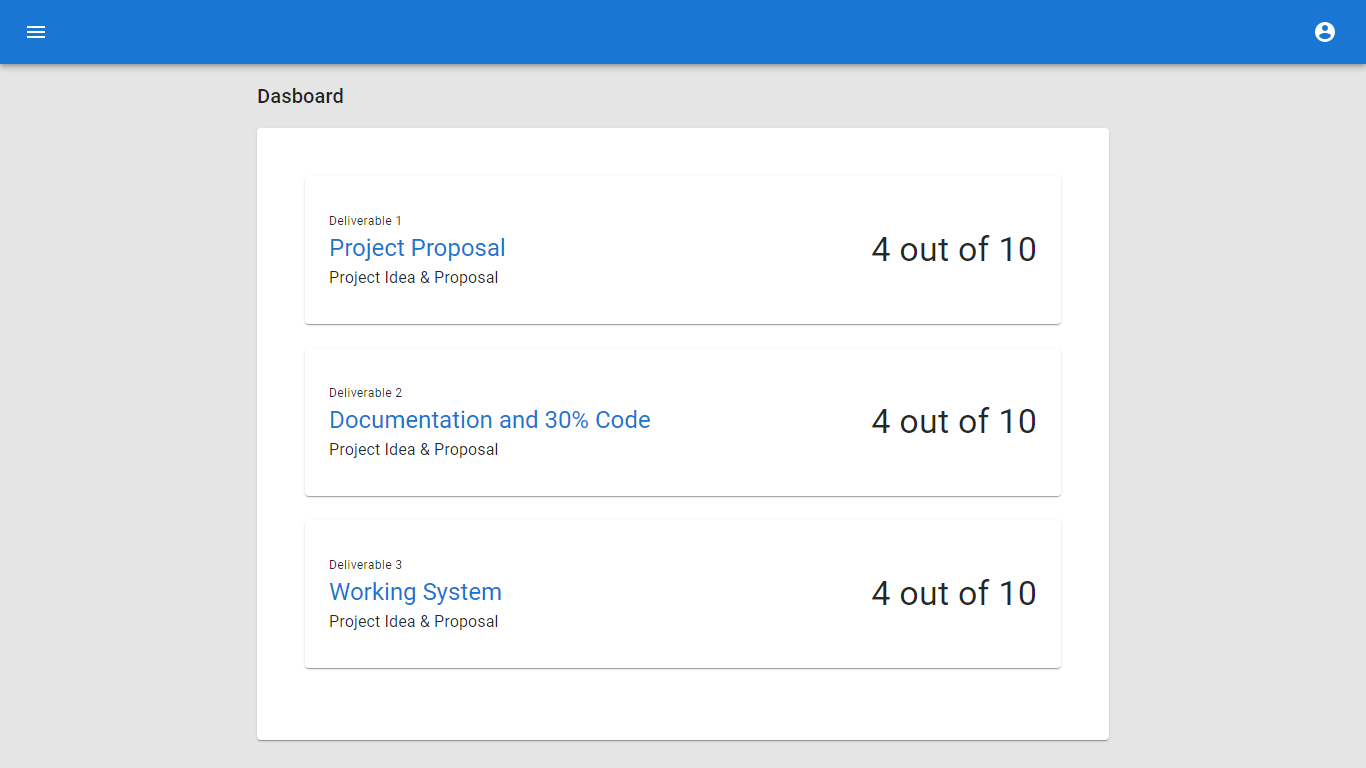 Dasboard
Deliverable 1
Project Proposal
Project Idea & Proposal
4 out of 10
Deliverable 2
Documentation and 30% Code
Project Idea & Proposal
4 out of 10
Deliverable 3
Working System
Project Idea & Proposal
4 out of 10